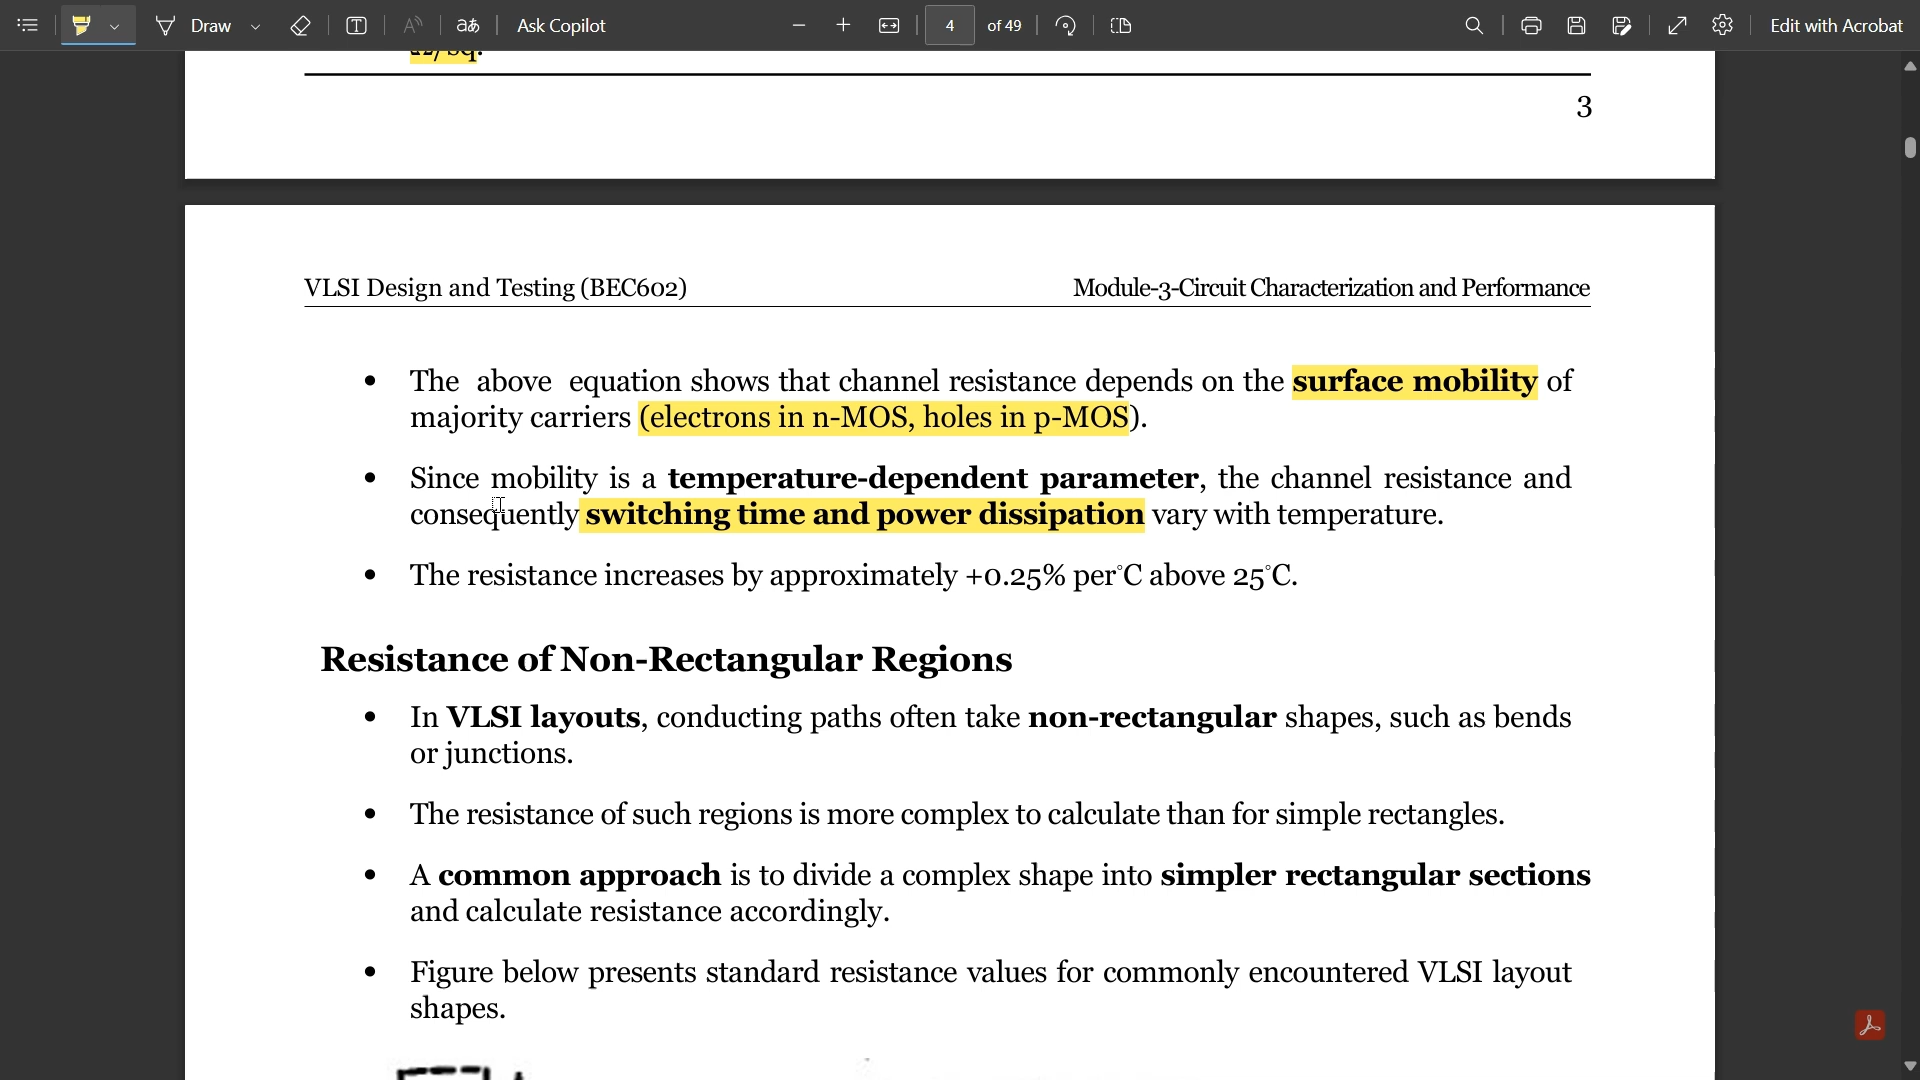 Draw
aあ
Ask Copilot
4 of 49
Edit with Acrobat
Ω/sq.
3
VLSI Design and Testing (BEC602)
Module-3-Circuit Characterization and Performance
• The above equation shows that channel resistance depends on the surface mobility of
majority carriers (electrons in n-MOS, holes in p-MOS).
• Since mobility is a temperature-dependent parameter, the channel resistance and
consequently switching time and power dissipation vary with temperature.
• The resistance increases by approximately +0.25% per°C above 25°C.
Resistance of Non-Rectangular Regions
• In VLSI layouts, conducting paths often take non-rectangular shapes, such as bends
or junctions.
• The resistance of such regions is more complex to calculate than for simple rectangles.
• A common approach is to divide a complex shape into simpler rectangular sections
and calculate resistance accordingly.
• Figure below presents standard resistance values for commonly encountered VLSI layout
shapes.